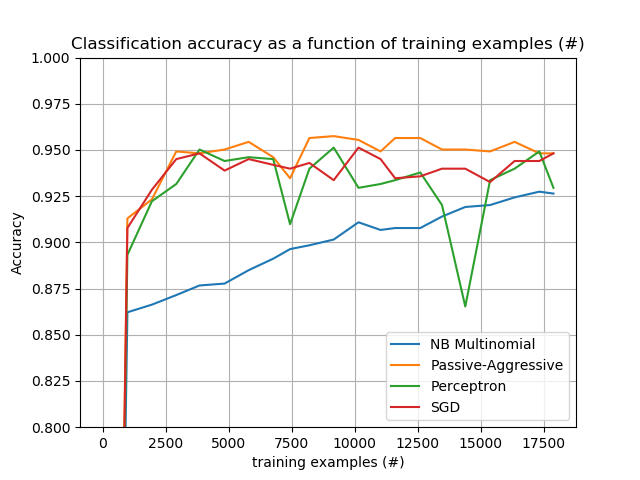 Classification accuracy as a function of training examples (#)
1.000
0.975
0.950
0.925
0.900
0.875
0.850
0.825
0.800
Accuracy
NB Multinomial
Passive-Aggressive
Perceptron
SGD
0 2500 5000 7500 10000 12500 15000 17500
training examples (#)